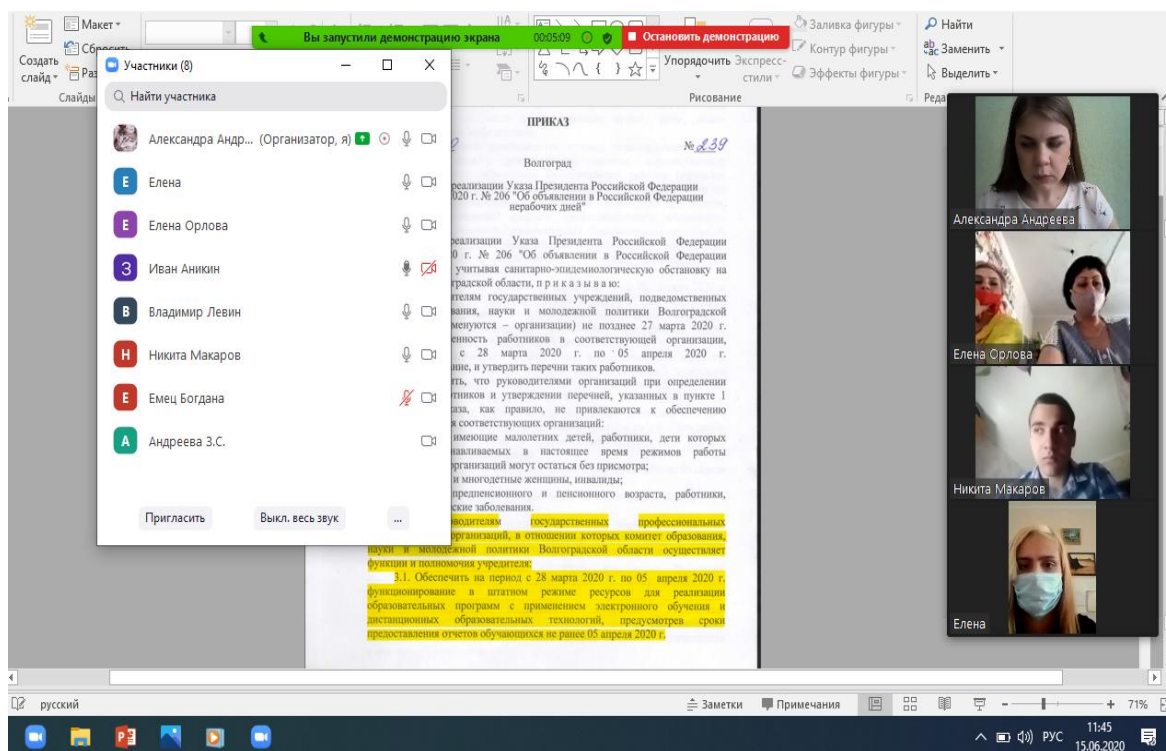 Макет
Создать
слайд
Слайды
Вы запустили демонстрацию экрана
00:05:09
Остановить демонстрацию
Упорядочить
Экспресс-
стили
Рисование
Заливка фигуры
Контур фигуры
Эффекты фигуры
Найти
Заменить
Выделить
Участники (8)
Найти участника
Александра Андр... (Организатор, я)
Е Елена
Е Елена Орлова
З Иван Аникин
В Владимир Левин
Н Никита Макаров
Е Емец Богдана
А Андреева З.С.
Пригласить
Выкл. весь звук
...
ПРИКАЗ
№ 239
Волгоград
реализации Указа Президента Российской Федерации
2020 г. № 206 "Об объявлении в Российской Федерации
нерабочих дней"
реализации Указа Президента Российской Федерации
0 г. № 206 "Об объявлении в Российской Федерации
учитывая санитарно-эпидемиологическую обстановку на
градской области, п р и к а з ы в а ю:
ителям государственных учреждений, подведомственных
вания, науки и молодежной политики Волгоградской
менуются – организации) не позднее 27 марта 2020 г.
енность работников в соответствующей организации,
с 28 марта 2020 г. по 05 апреля 2020 г.
ние, и утвердить перечни таких работников.
ть, что руководителями организаций при определении
тников и утверждении перечней, указанных в пункте 1
аза, как правило, не привлекаются к обеспечению
я соответствующих организаций:
имеющие малолетних детей, работники, дети которых
навливаемых в настоящее время режимов работы
организаций могут остаться без присмотра;
и многодетные женщины, инвалиды;
предпенсионного и пенсионного возраста, работники,
ские заболевания.
водителям государственных профессиональных
организаций, в отношении которых комитет образования,
науки и молодежной политики Волгоградской области осуществляет
функции и полномочия учредителя:
3.1. Обеспечить на период с 28 марта 2020 г. по 05 апреля 2020 г.
функционирование в штатном режиме ресурсов для реализации
образовательных программ с применением электронного обучения и
дистанционных образовательных технологий, предусмотрев сроки
предоставления отчетов обучающихся не ранее 05 апреля 2020 г.
Александра Андреева
Елена Орлова
Никита Макаров
Елена
русский
Заметки
Примечания
71%
РУС
11:45
15.06.2020